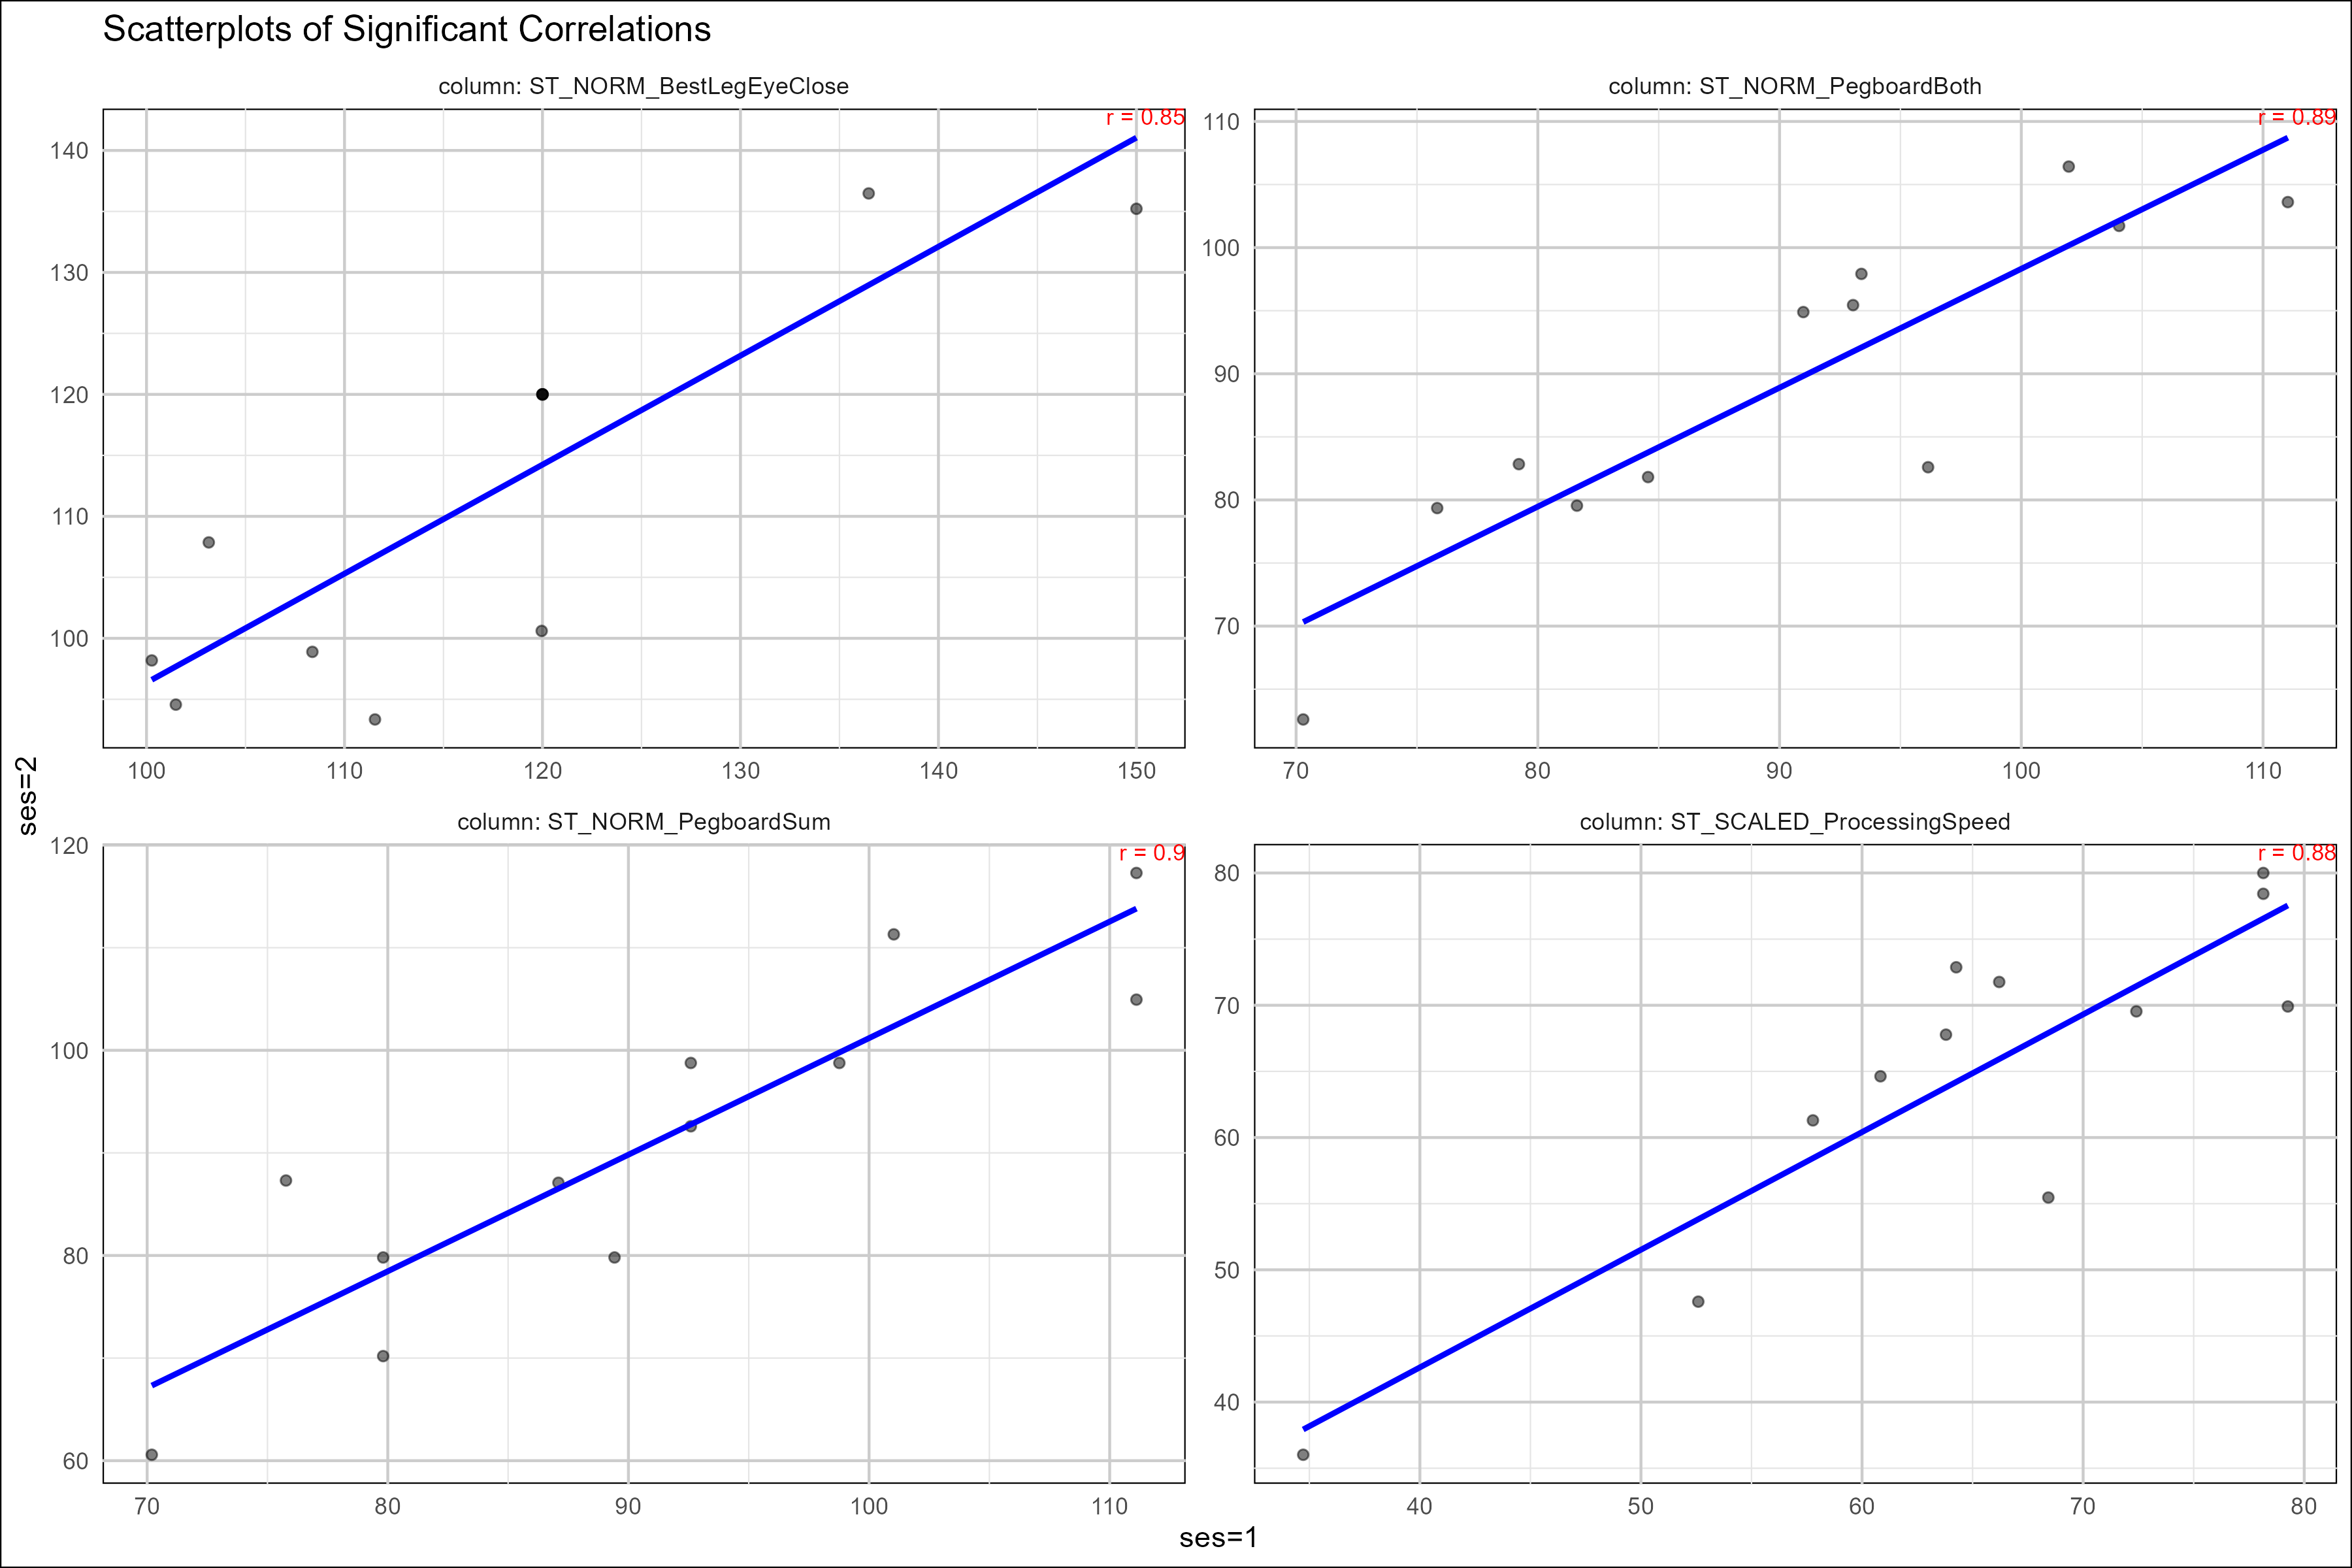 Scatterplots of Significant Correlations
column: ST_NORM_BestLegEyeClose
column: ST_NORM_PegboardBoth
r = 0.85
r = 0.89
140
130
120
110
100
110
100
90
80
70
100 110 120 130 140 150
70 80 90 100 110
ses=2
column: ST_NORM_PegboardSum
column: ST_SCALED_ProcessingSpeed
r = 0.9
r = 0.88
120
100
80
60
80
70
60
50
40
70 80 90 100 110
40 50 60 70 80
ses=1